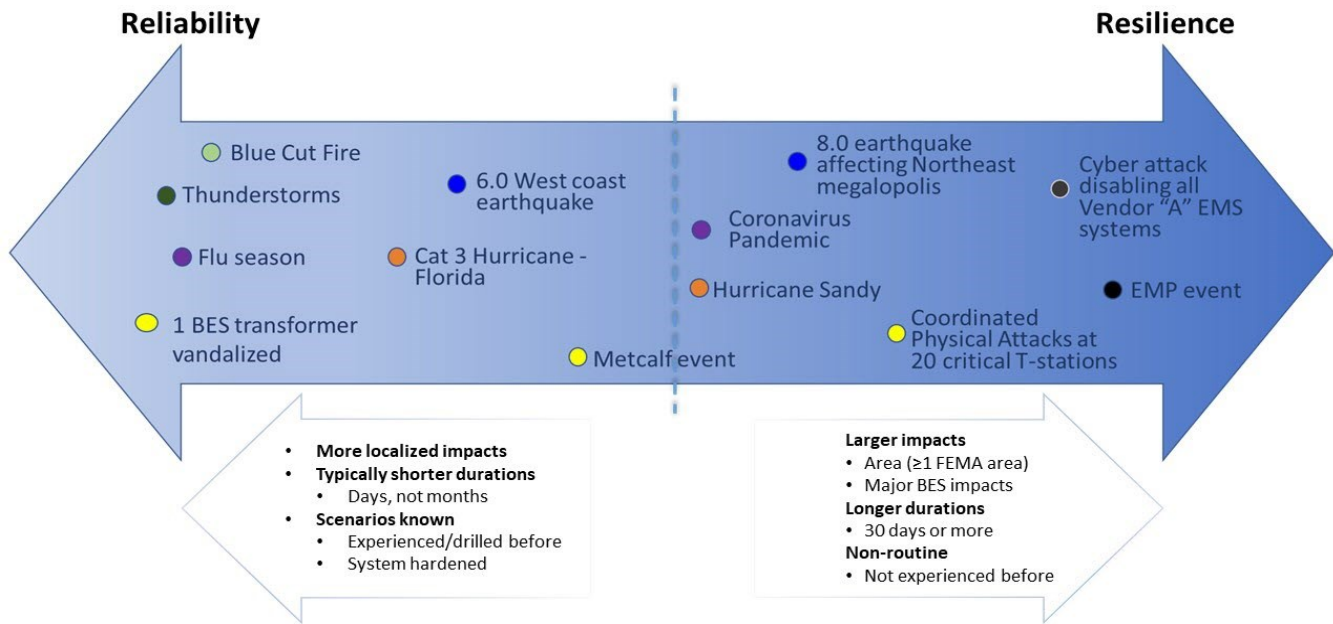 Reliability
Resilience
Blue Cut Fire
Thunderstorms
Flu season
1 BES transformer
vandalized
6.0 West coast
earthquake
Cat 3 Hurricane -
Florida
Metcalf event
8.0 earthquake
affecting Northeast
megalopolis
Coronavirus
Pandemic
Hurricane Sandy
Coordinated
Physical Attacks at
20 critical T-stations
Cyber attack
disabling all
Vendor “A” EMS
systems
EMP event
• More localized impacts
• Typically shorter durations
• Days, not months
• Scenarios known
• Experienced/drilled before
• System hardened
Larger impacts
• Area (≥1 FEMA area)
• Major BES impacts
Longer durations
• 30 days or more
Non-routine
• Not experienced before